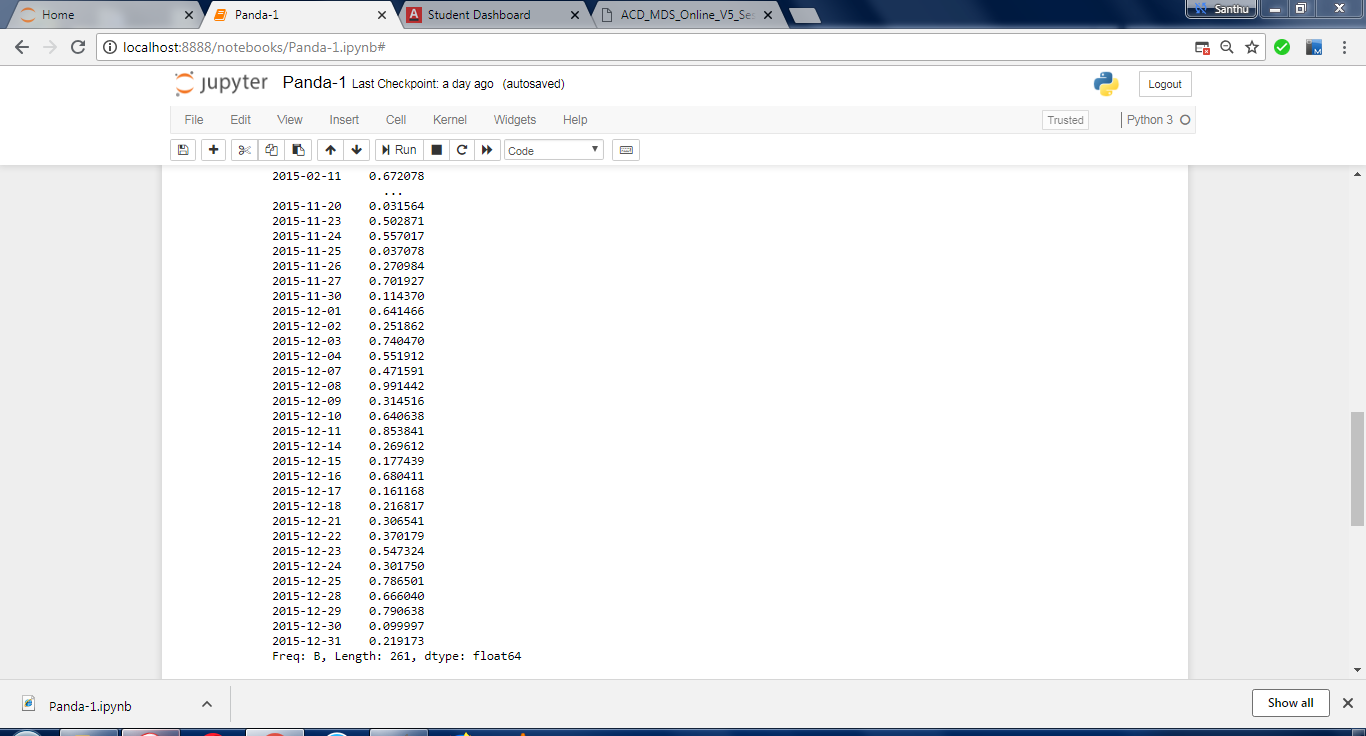 Home
Panda-1
Student Dashboard
ACD_MDS_Online_V5_Se
Santhu
localhost:8888/notebooks/Panda-1.ipynb#
jupyter Panda-1 Last Checkpoint: a day ago (autosaved)
Logout
File Edit View Insert Cell Kernel Widgets Help
Trusted
Python 3
Run
Code
2015-02-11 0.672078
...
2015-11-20 0.031564
2015-11-23 0.502871
2015-11-24 0.557017
2015-11-25 0.037078
2015-11-26 0.270984
2015-11-27 0.701927
2015-11-30 0.114370
2015-12-01 0.641466
2015-12-02 0.251862
2015-12-03 0.740470
2015-12-04 0.551912
2015-12-07 0.471591
2015-12-08 0.991442
2015-12-09 0.314516
2015-12-10 0.640638
2015-12-11 0.853841
2015-12-14 0.269612
2015-12-15 0.177439
2015-12-16 0.680411
2015-12-17 0.161168
2015-12-18 0.216817
2015-12-21 0.306541
2015-12-22 0.370179
2015-12-23 0.547324
2015-12-24 0.301750
2015-12-25 0.786501
2015-12-28 0.666040
2015-12-29 0.790638
2015-12-30 0.099997
2015-12-31 0.219173
Freq: B, Length: 261, dtype: float64
Panda-1.ipynb
Show all